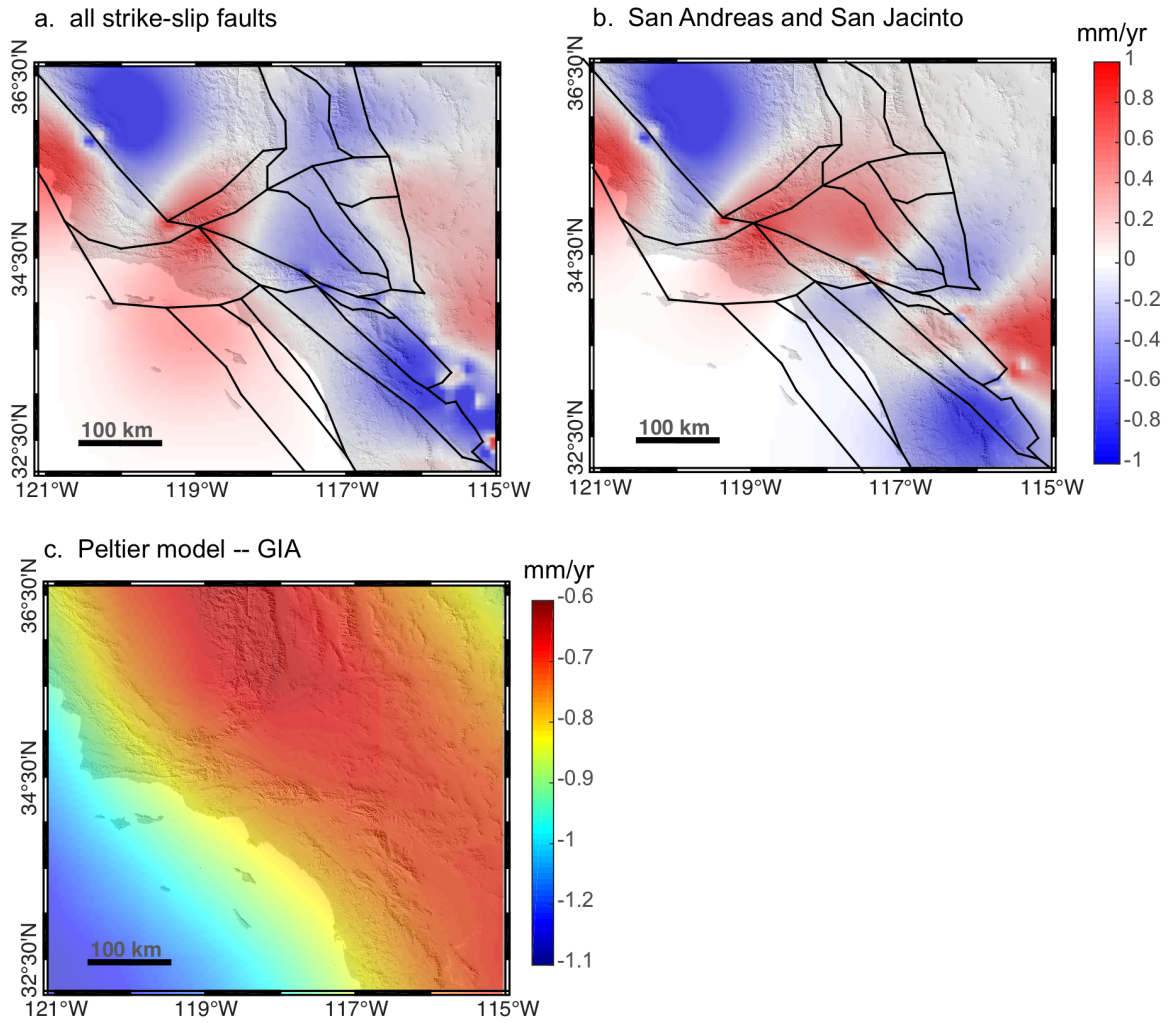 a. all strike-slip faults
b. San Andreas and San Jacinto
mm/yr
36°30'N
34°30'N
32°30'N
100 km
121°W
119°W
117°W
115°W
36°30'N
34°30'N
32°30'N
100 km
121°W
119°W
117°W
115°W
1
0.8
0.6
0.4
0.2
0
-0.2
-0.4
-0.6
-0.8
-1
c. Peltier model -- GIA
mm/yr
36°30'N
34°30'N
32°30'N
100 km
121°W
119°W
117°W
115°W
-0.6
-0.7
-0.8
-0.9
-1
-1.2
-1.1